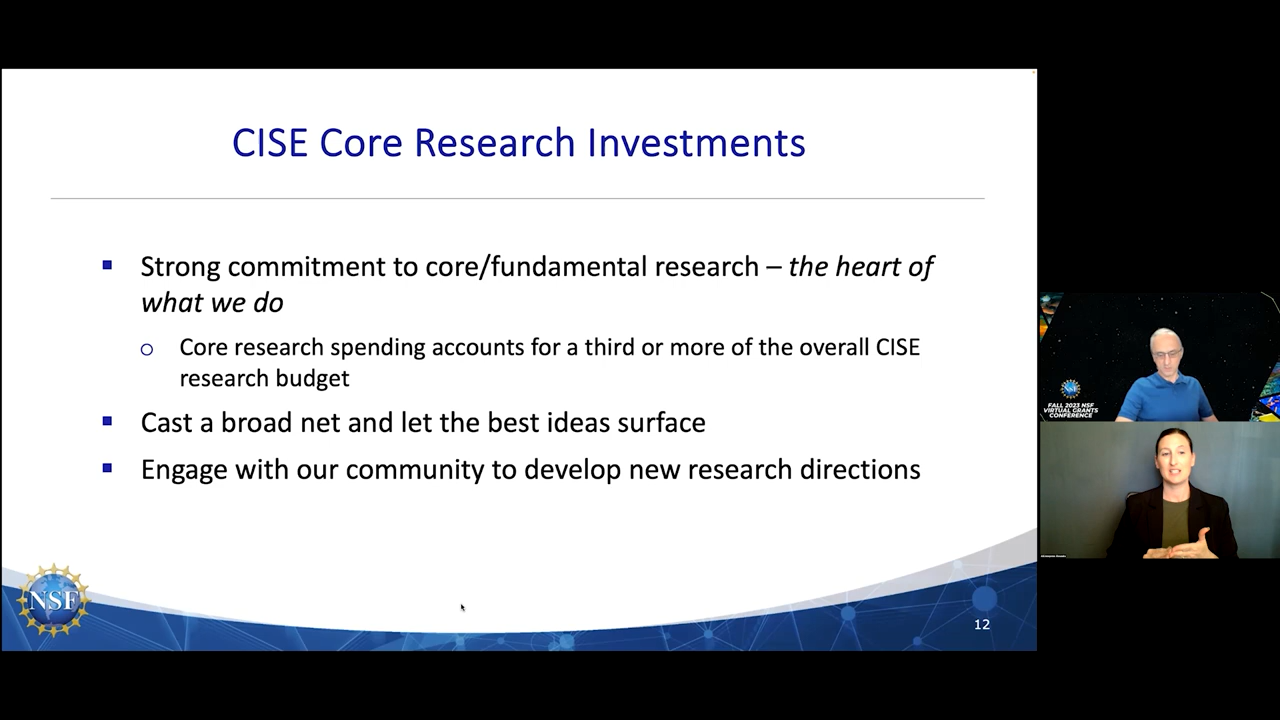 CISE Core Research Investments
▪ Strong commitment to core/fundamental research – the heart of
what we do
o Core research spending accounts for a third or more of the overall CISE
research budget
▪ Cast a broad net and let the best ideas surface
▪ Engage with our community to develop new research directions
NSF
12
FALL 2023 NSF
VIRTUAL GRANTS
CONFERENCE